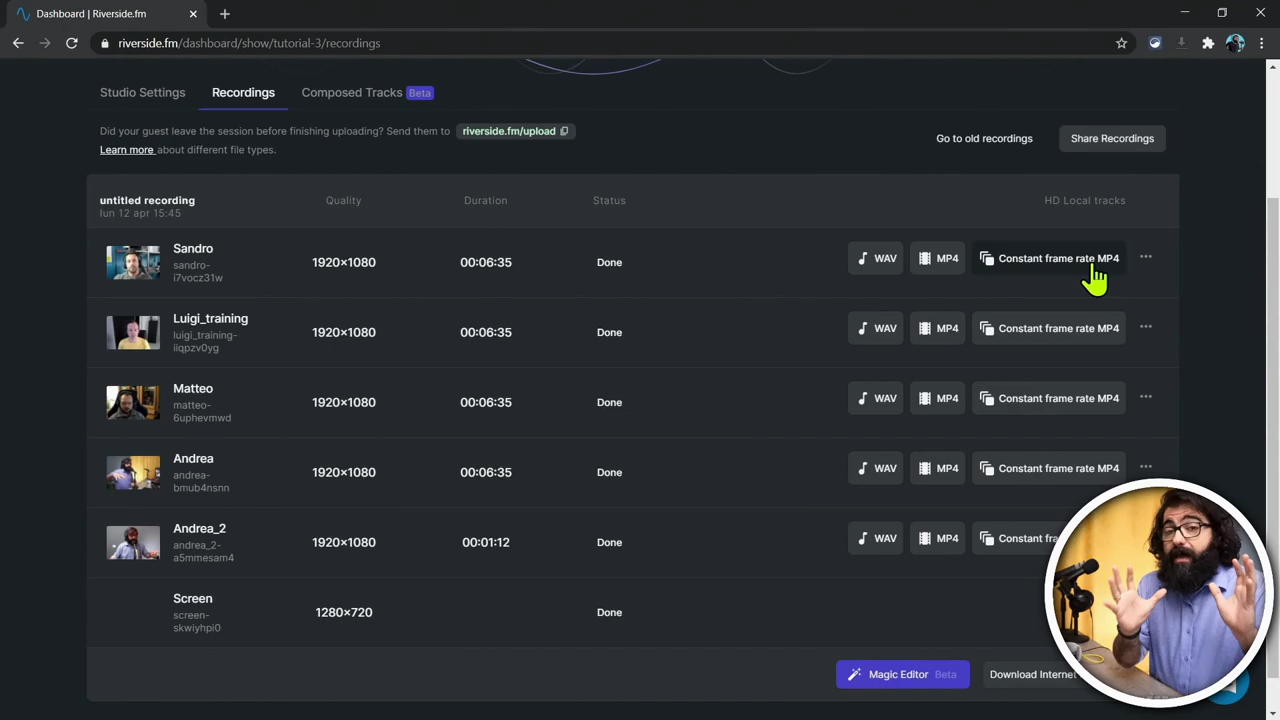 Dashboard | Riverside.fm
riverside.fm/dashboard/show/tutorial-3/recordings
Studio Settings
Recordings
Composed Tracks Beta
Did your guest leave the session before finishing uploading? Send them to riverside.fm/upload
Learn more about different file types.
Go to old recordings
Share Recordings
untitled recording
lun 12 apr 15:45
Quality
Duration
Status
HD Local tracks
Sandro
sandro-
i7vocz31w
1920×1080
00:06:35
Done
WAV
MP4
Constant frame rate MP4
Luigi_training
luigi_training-
iiqpzv0yg
1920×1080
00:06:35
Done
WAV
MP4
Constant frame rate MP4
Matteo
matteo-
6uphevmwd
1920×1080
00:06:35
Done
WAV
MP4
Constant frame rate MP4
Andrea
andrea-
bmub4nsnn
1920×1080
00:06:35
Done
WAV
MP4
Constant frame rate MP4
Andrea_2
andrea_2-
a5mmesam4
1920×1080
00:01:12
Done
WAV
MP4
Constant
Screen
screen-
skwiyhpi0
1280×720
Done
Magic Editor Beta
Download Internet